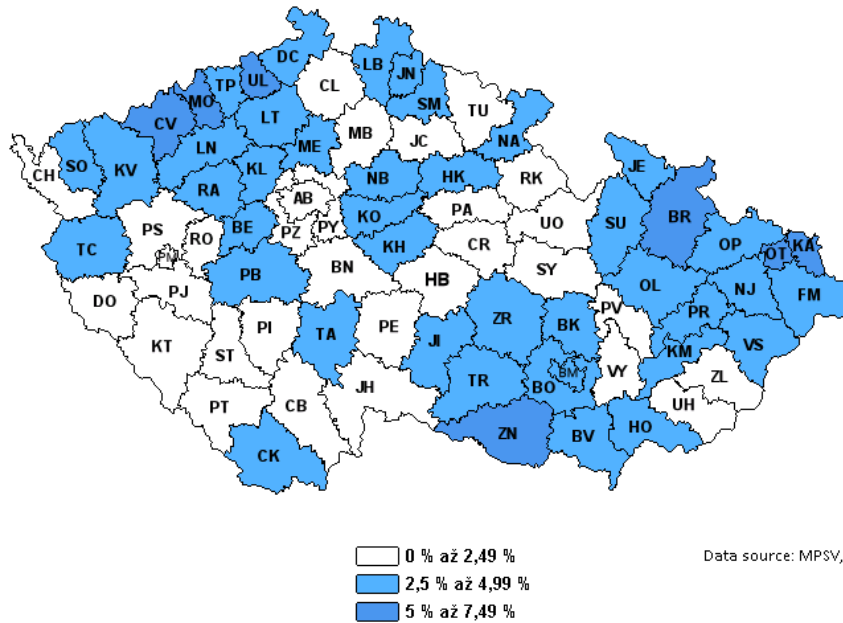 DC
LB
UL
JN
MO
TP
CL
SM
TU
CV
LT
MB
JC
NA
LN
ME
CH
SO
KV
KL
NB
HK
RK
JE
RA
AB
KO
PA
UO
SU
BR
PS
RO
BE
PZ
PY
KH
CR
OP
TC
PM
OT
KA
PB
BN
HB
SY
OL
NJ
FM
DO
PJ
PV
PR
KT
ST
PI
TA
PE
JI
ZR
BK
KM
VS
BM
VY
ZL
PT
CB
JH
TR
BO
UH
CK
ZN
BV
HO
0 % až 2,49 %
2,5 % až 4,99 %
5 % až 7,49 %
Data source: MPSV,